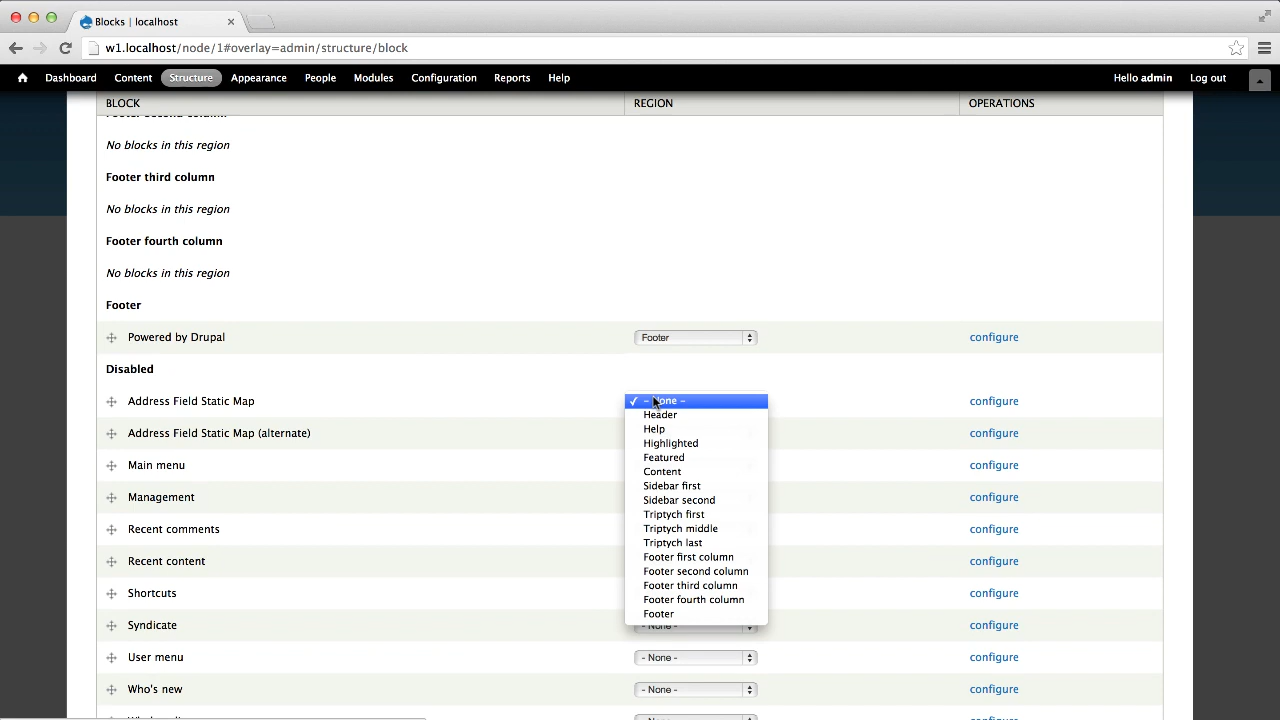 Blocks | localhost
w1.localhost/node/1#overlay=admin/structure/block
Dashboard Content Structure Appearance People Modules Configuration Reports Help Hello admin Log out
BLOCK REGION OPERATIONS
Footer second column
No blocks in this region
Footer third column
No blocks in this region
Footer fourth column
No blocks in this region
Footer
Powered by Drupal Footer configure
Disabled
Address Field Static Map configure
Address Field Static Map (alternate) configure
Main menu configure
Management configure
Recent comments configure
Recent content configure
Shortcuts configure
Syndicate - None - configure
User menu - None - configure
Who's new - None - configure
✓ - None -
Header
Help
Highlighted
Featured
Content
Sidebar first
Sidebar second
Triptych first
Triptych middle
Triptych last
Footer first column
Footer second column
Footer third column
Footer fourth column
Footer